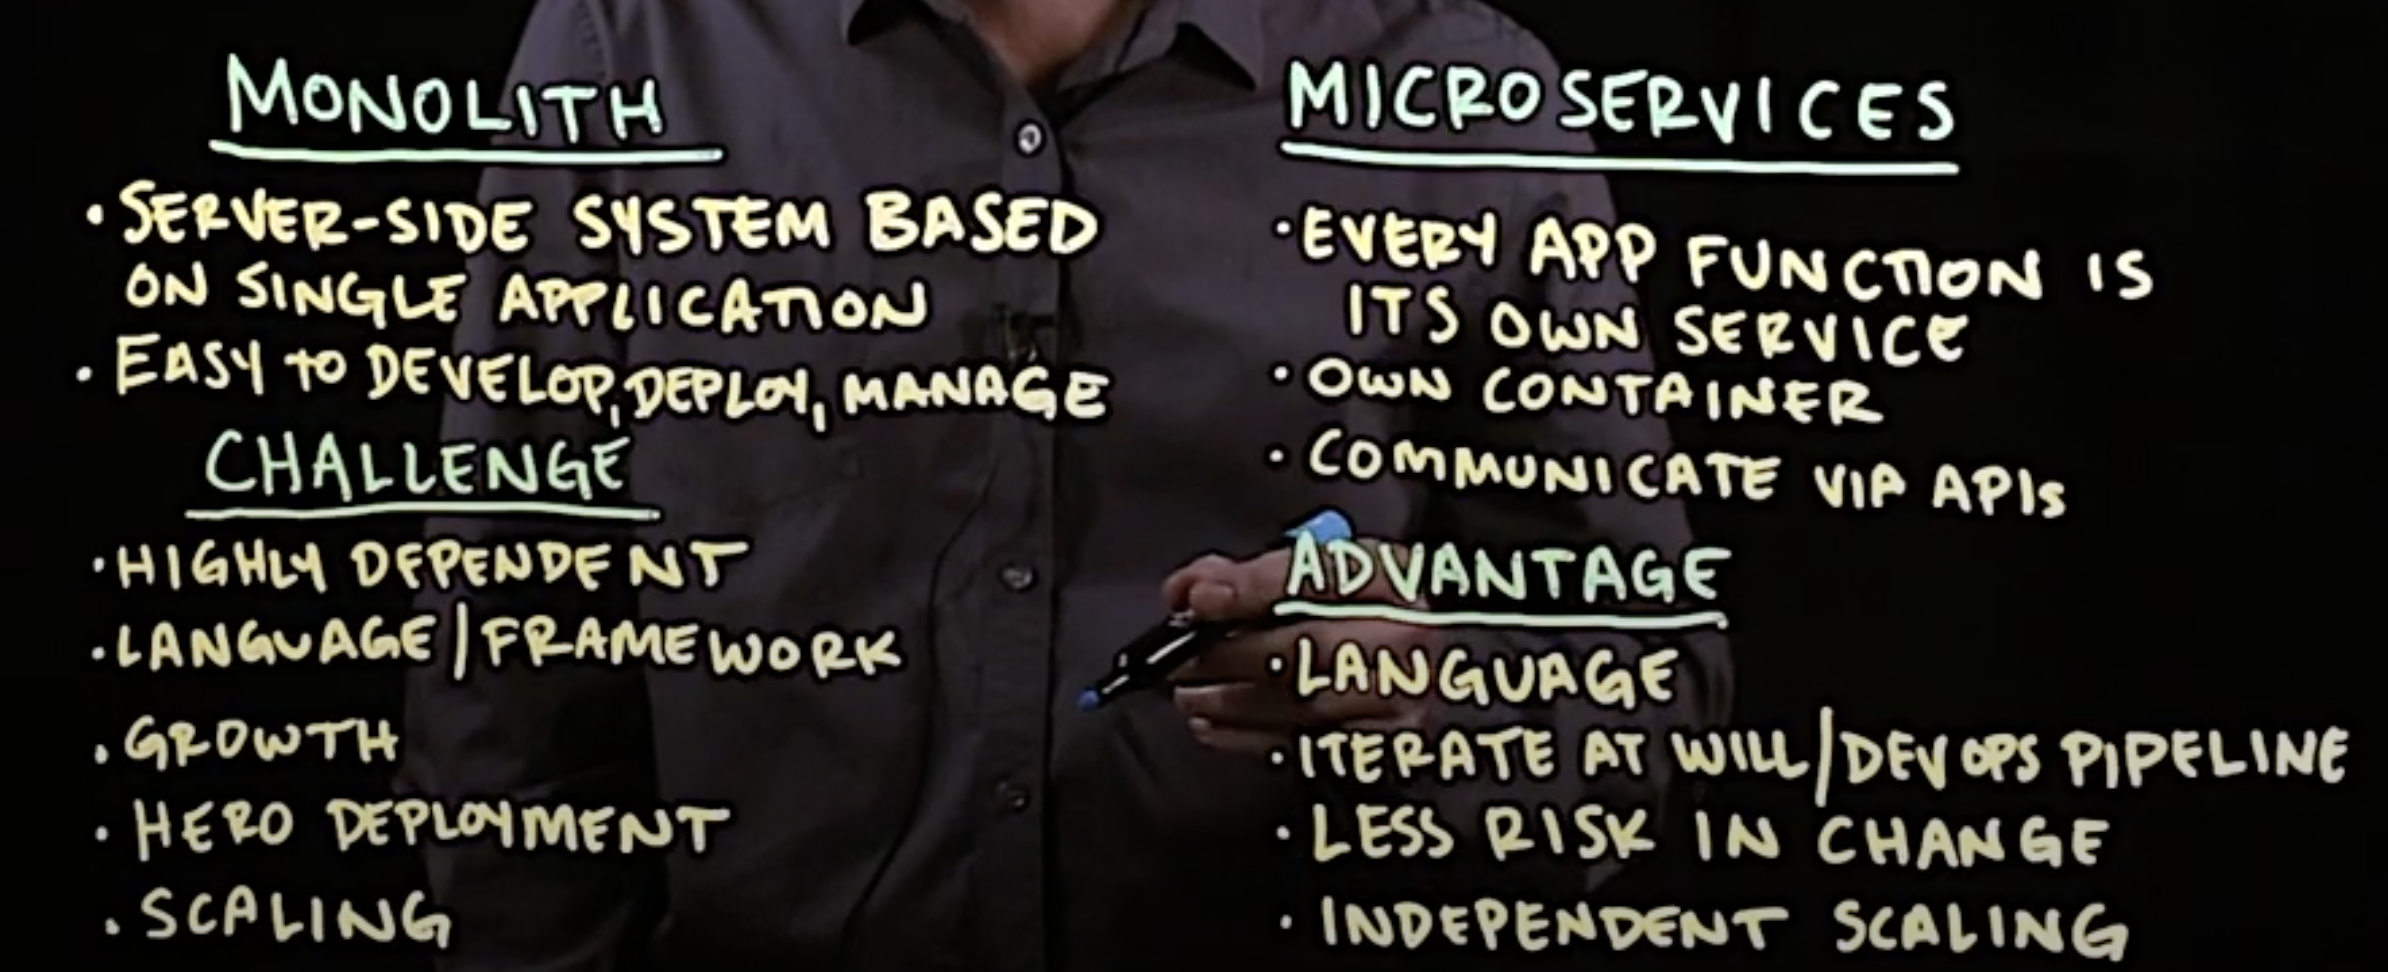 MONOLITH
• SERVER-SIDE SYSTEM BASED
ON SINGLE APPLICATION
• EASY TO DEVELOP, DEPLOY, MANAGE
CHALLENGE
• HIGHLY DEPENDENT
• LANGUAGE/FRAMEWORK
• GROWTH
• HERO DEPLOYMENT
• SCALING
MICROSERVICES
• EVERY APP FUNCTION IS
ITS OWN SERVICE
• OWN CONTAINER
• COMMUNICATE VIA APIs
ADVANTAGE
• LANGUAGE
• ITERATE AT WILL/DEVOPS PIPELINE
• LESS RISK IN CHANGE
• INDEPENDENT SCALING